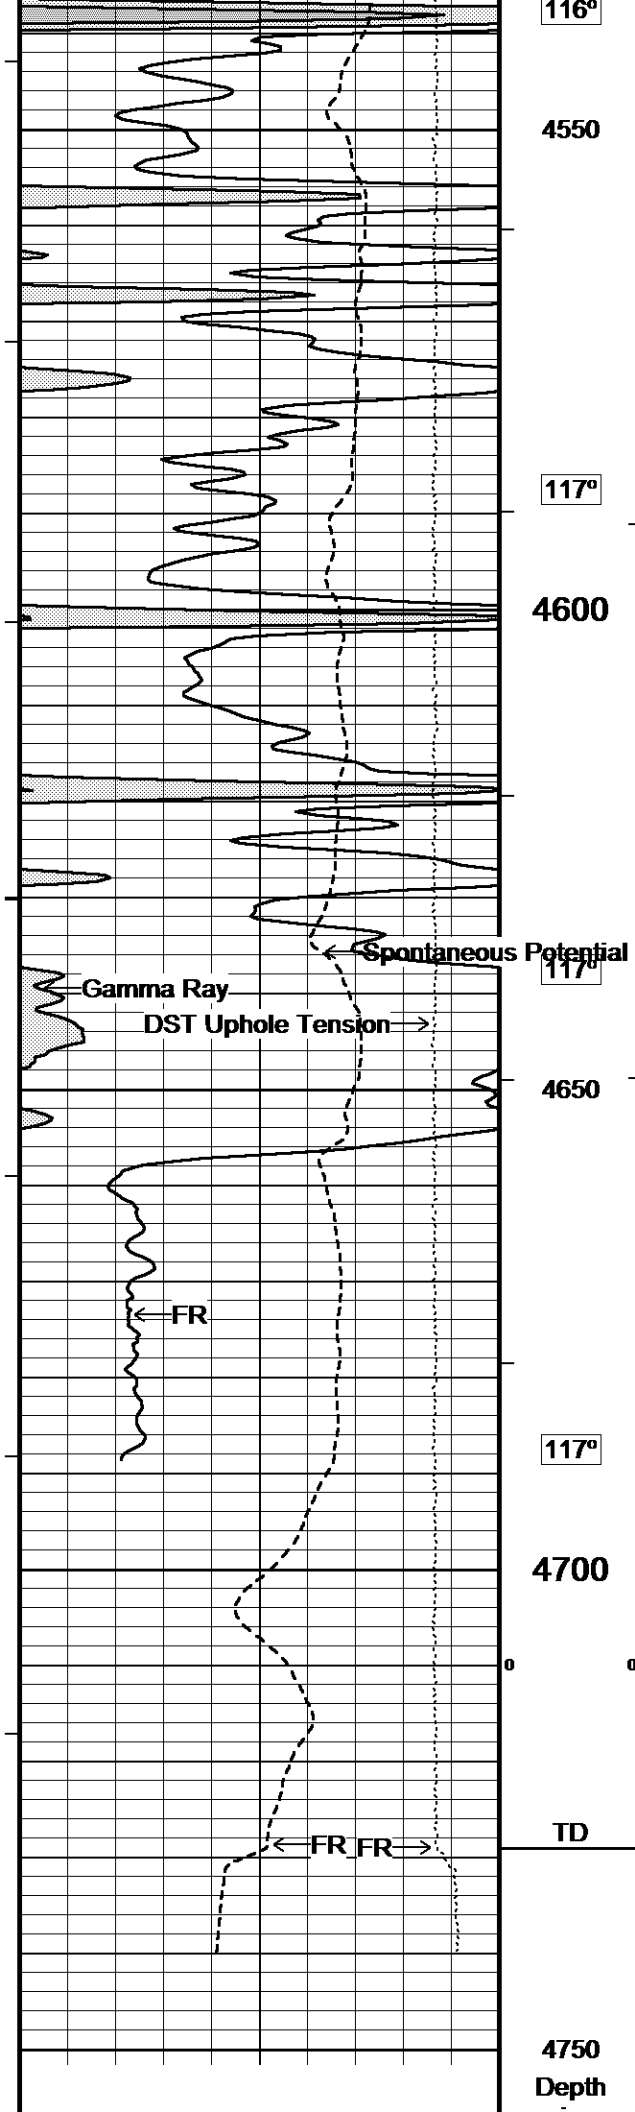 116º
4550
117º
4600
Spontaneous Potential
117º
Gamma Ray
DST Uphole Tension
4650
FR
117º
4700
0 0
TD
FR FR
4750
Depth